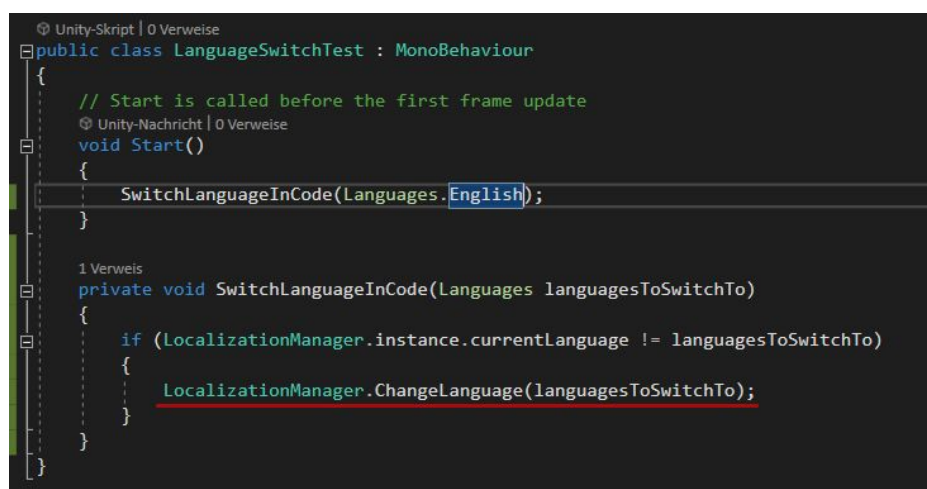 Unity-Skript | 0 Verweise
public class LanguageSwitchTest : MonoBehaviour
{
// Start is called before the first frame update
Unity-Nachricht | 0 Verweise
void Start()
{
SwitchLanguageInCode(Languages.English);
}
1 Verweis
private void SwitchLanguageInCode(Languages languagesToSwitchTo)
{
if (LocalizationManager.instance.currentLanguage != languagesToSwitchTo)
{
LocalizationManager.ChangeLanguage(languagesToSwitchTo);
}
}
}